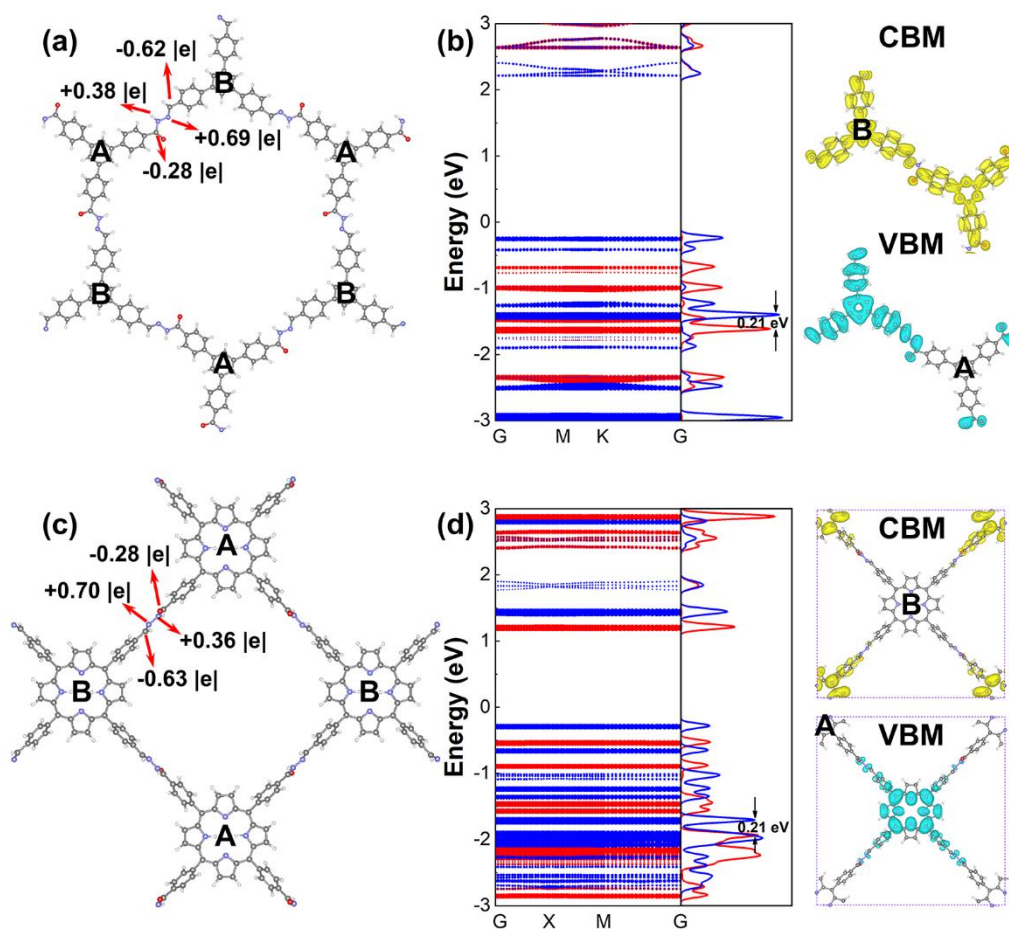 (a)
-0.62 |e|
+0.38 |e|
+0.69 |e|
-0.28 |e|
B
A
A
B
B
A
(b)
Energy (eV)
3
2
1
0
-1
-2
-3
0.21 eV
G M K G
CBM
B
VBM
A
(c)
-0.28 |e|
+0.70 |e|
+0.36 |e|
-0.63 |e|
A
B
B
A
(d)
Energy (eV)
3
2
1
0
-1
-2
-3
0.21 eV
G X M G
CBM
B
A
VBM